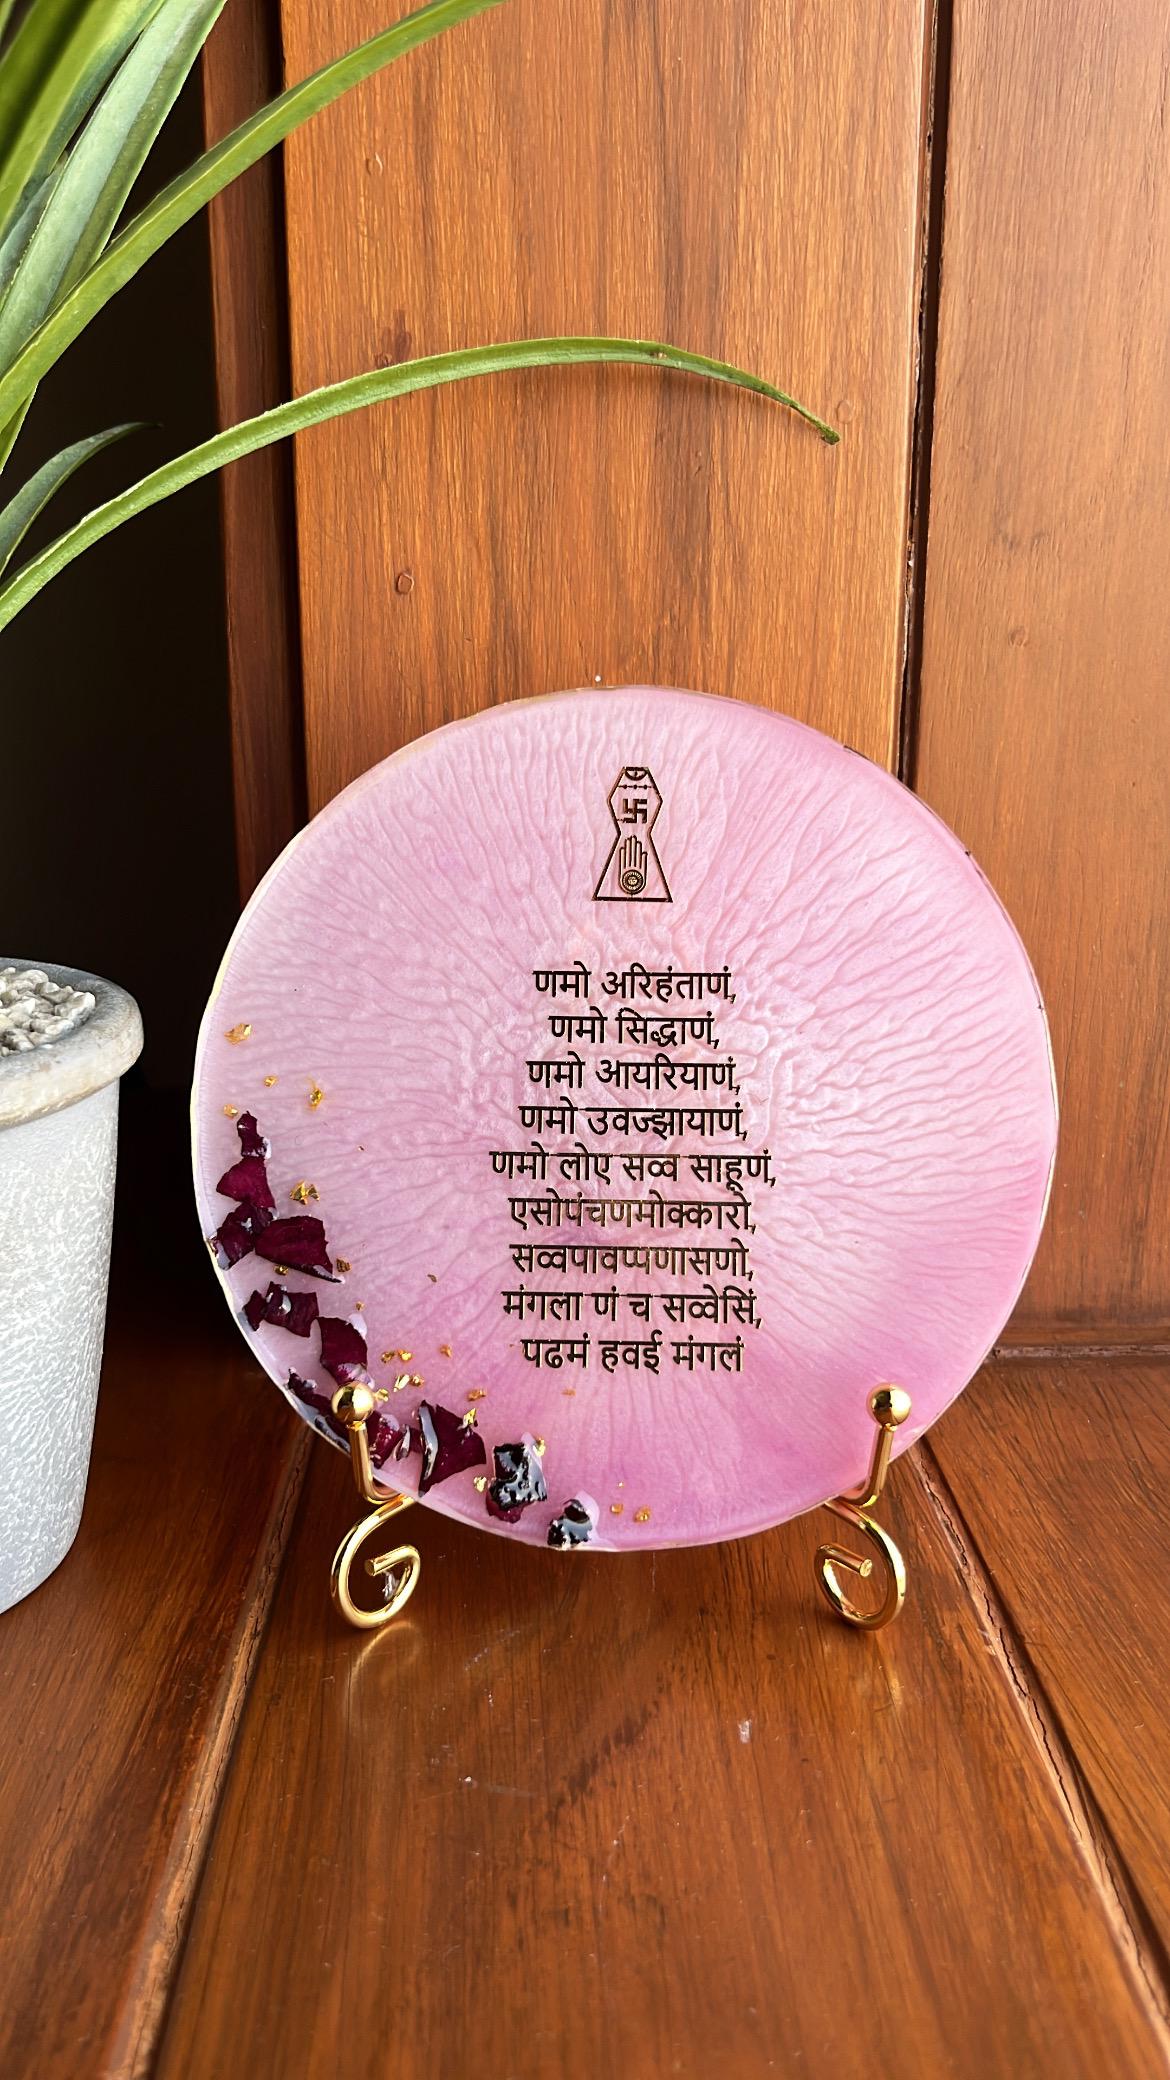 णमो अरिहंताणं,
णमो सिद्धाणं,
णमो आयरियाणं,
णमो उवज्झायाणं,
णमो लोए सव्व साहूणं,
एसोपंचणमोक्कारो,
सव्वपावप्पणासणो,
मंगला णं च सव्वेसिं,
पढमं हवई मंगलं